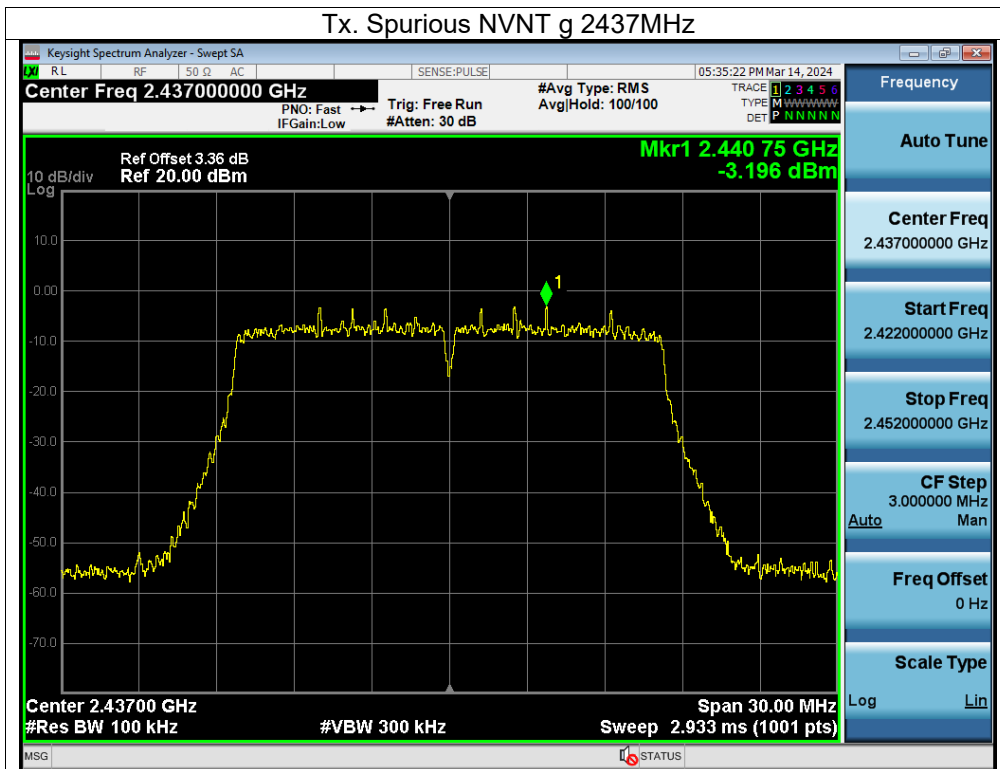 Tx. Spurious NVNT g 2437MHz
Keysight Spectrum Analyzer - Swept SA
LXI RL RF 50 Ω AC SENSE:PULSE 05:35:22 PM Mar 14, 2024
Center Freq 2.437000000 GHz
PNO: Fast
IFGain:Low
Trig: Free Run
#Atten: 30 dB
#Avg Type: RMS
Avg|Hold: 100/100
TRACE 1 2 3 4 5 6
TYPE M WWWWW
DET P N N N N N
Mkr1 2.440 75 GHz
-3.196 dBm
Ref Offset 3.36 dB
10 dB/div Ref 20.00 dBm
Log
10.0
0.00
-10.0
-20.0
-30.0
-40.0
-50.0
-60.0
-70.0
1
Center 2.43700 GHz Span 30.00 MHz
#Res BW 100 kHz #VBW 300 kHz Sweep 2.933 ms (1001 pts)
MSG STATUS
Frequency
Auto Tune
Center Freq
2.437000000 GHz
Start Freq
2.422000000 GHz
Stop Freq
2.452000000 GHz
CF Step
3.000000 MHz
Auto Man
Freq Offset
0 Hz
Scale Type
Log Lin